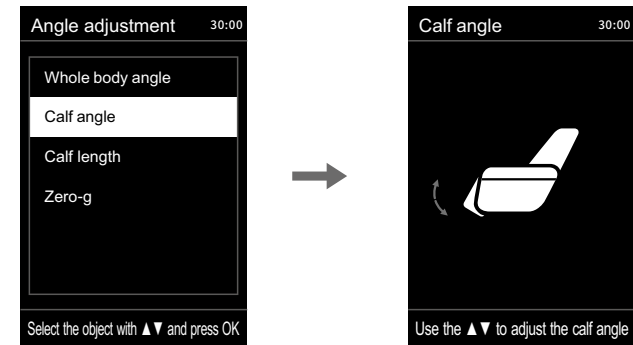 Angle adjustment 30:00
Whole body angle
Calf angle
Calf length
Zero-g
Select the object with ▲▼ and press OK
Calf angle 30:00
Use the ▲▼ to adjust the calf angle